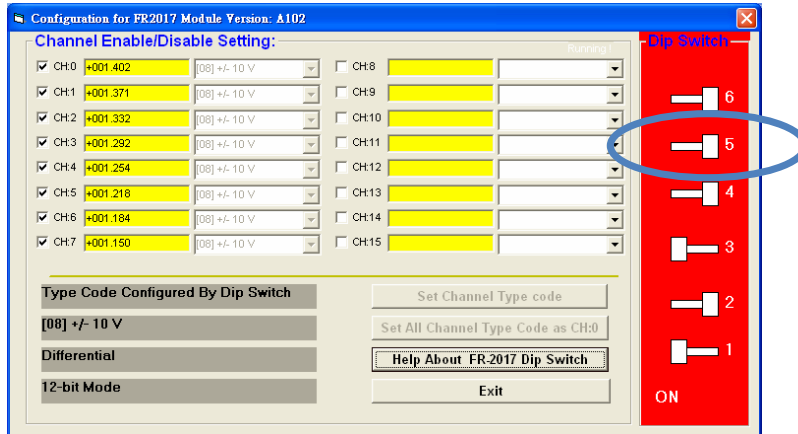 Configuration for FR2017 Module Version: A102
Channel Enable/Disable Setting:
Running !
Dip Switch
CH:0 +001.402 [08] +/- 10 V CH:8
CH:1 +001.371 [08] +/- 10 V CH:9
CH:2 +001.332 [08] +/- 10 V CH:10
CH:3 +001.292 [08] +/- 10 V CH:11
CH:4 +001.254 [08] +/- 10 V CH:12
CH:5 +001.218 [08] +/- 10 V CH:13
CH:6 +001.184 [08] +/- 10 V CH:14
CH:7 +001.150 [08] +/- 10 V CH:15
6
5
4
3
2
1
ON
Type Code Configured By Dip Switch
[08] +/- 10 V
Differential
12-bit Mode
Set Channel Type code
Set All Channel Type Code as CH:0
Help About FR-2017 Dip Switch
Exit